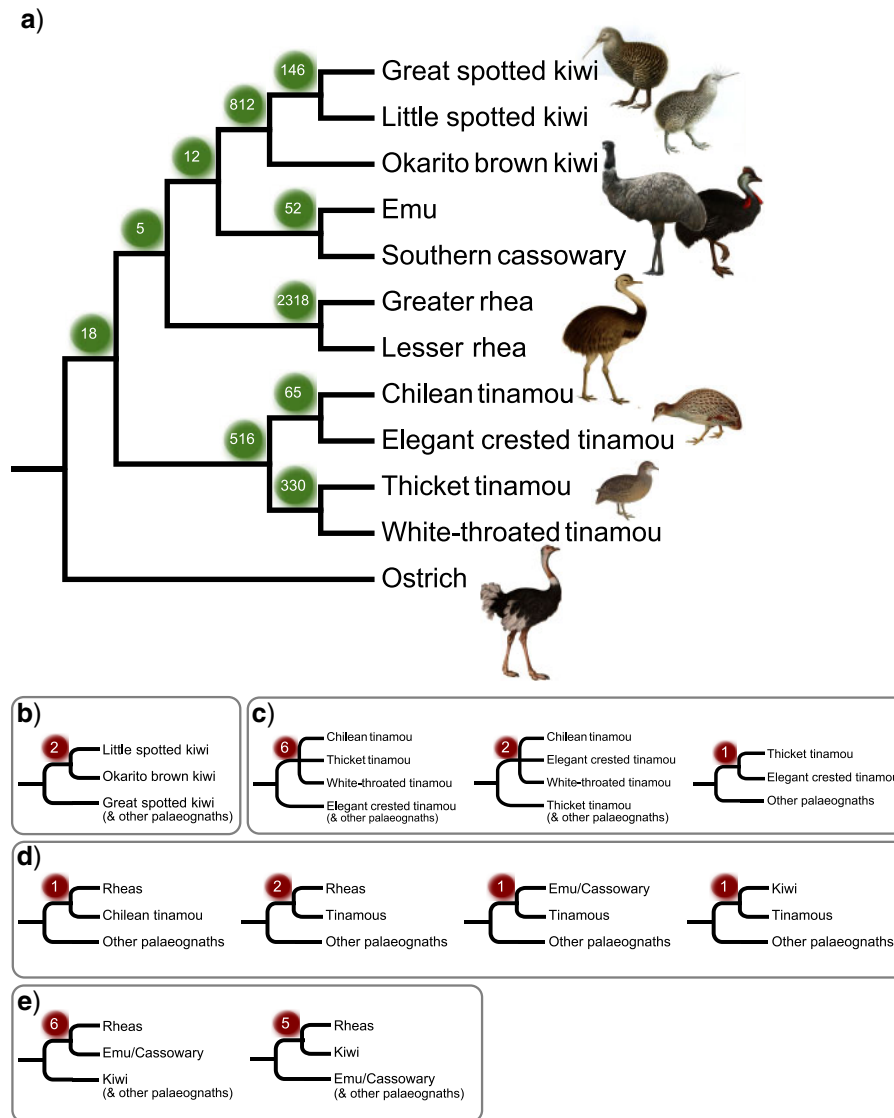 a)
146
Great spotted kiwi
812
Little spotted kiwi
12
Okarito brown kiwi
52
Emu
5
Southern cassowary
2318
Greater rhea
18
Lesser rhea
65
Chilean tinamou
516
Elegant crested tinamou
330
Thicket tinamou
White-throated tinamou
Ostrich
b)
2
Little spotted kiwi
Okarito brown kiwi
Great spotted kiwi
(& other palaeognaths)
c)
6
Chilean tinamou
Thicket tinamou
White-throated tinamou
Elegant crested tinamou
(& other palaeognaths)
2
Chilean tinamou
Elegant crested tinamou
White-throated tinamou
Thicket tinamou
(& other palaeognaths)
1
Thicket tinamou
Elegant crested tinamou
Other palaeognaths
d)
1
Rheas
Chilean tinamou
Other palaeognaths
2
Rheas
Tinamous
Other palaeognaths
1
Emu/Cassowary
Tinamous
Other palaeognaths
1
Kiwi
Tinamous
Other palaeognaths
e)
6
Rheas
Emu/Cassowary
Kiwi
(& other palaeognaths)
5
Rheas
Kiwi
Emu/Cassowary
(& other palaeognaths)